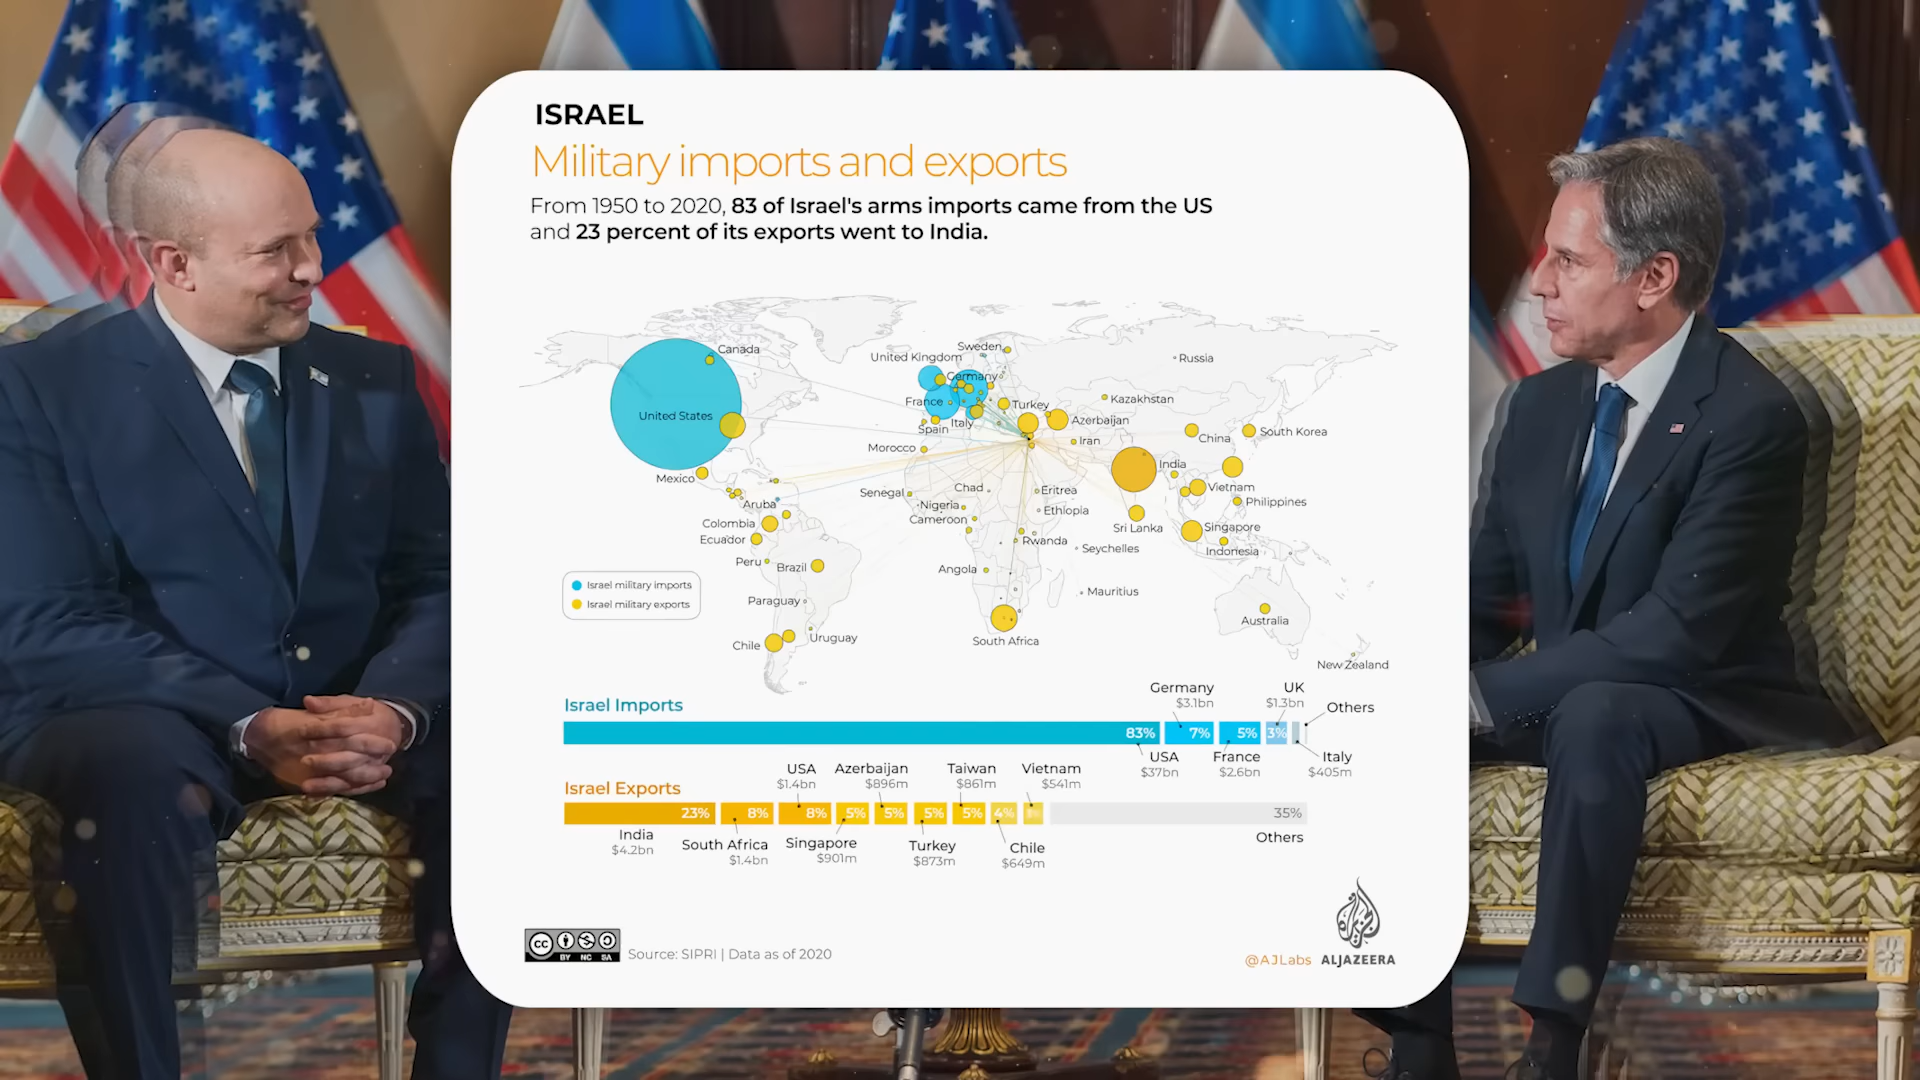 ISRAEL
Military imports and exports
From 1950 to 2020, 83 of Israel's arms imports came from the US
and 23 percent of its exports went to India.
Canada
Sweden
United Kingdom
Russia
Germany
United States
France
Turkey
Kazakhstan
Spain
Italy
Azerbaijan
Morocco
Iran
China
South Korea
Mexico
India
Senegal
Chad
Eritrea
Vietnam
Aruba
Nigeria
Ethiopia
Philippines
Colombia
Cameroon
Sri Lanka
Singapore
Ecuador
Rwanda
Seychelles
Indonesia
Peru
Brazil
Angola
Israel military imports
Israel military exports
Paraguay
Mauritius
Chile
Uruguay
South Africa
Australia
New Zealand
Israel Imports
Germany
$3.1bn
UK
$1.3bn
Others
83%
7%
5%
3%
USA
$37bn
France
$2.6bn
Italy
$405m
Israel Exports
USA
$1.4bn
Azerbaijan
$896m
Taiwan
$861m
Vietnam
$541m
23%
8%
8%
5%
5%
5%
5%
4%
35%
India
$4.2bn
South Africa
$1.4bn
Singapore
$901m
Turkey
$873m
Chile
$649m
Others
CC BY NC SA
Source: SIPRI | Data as of 2020
@AJLabs ALJAZEERA